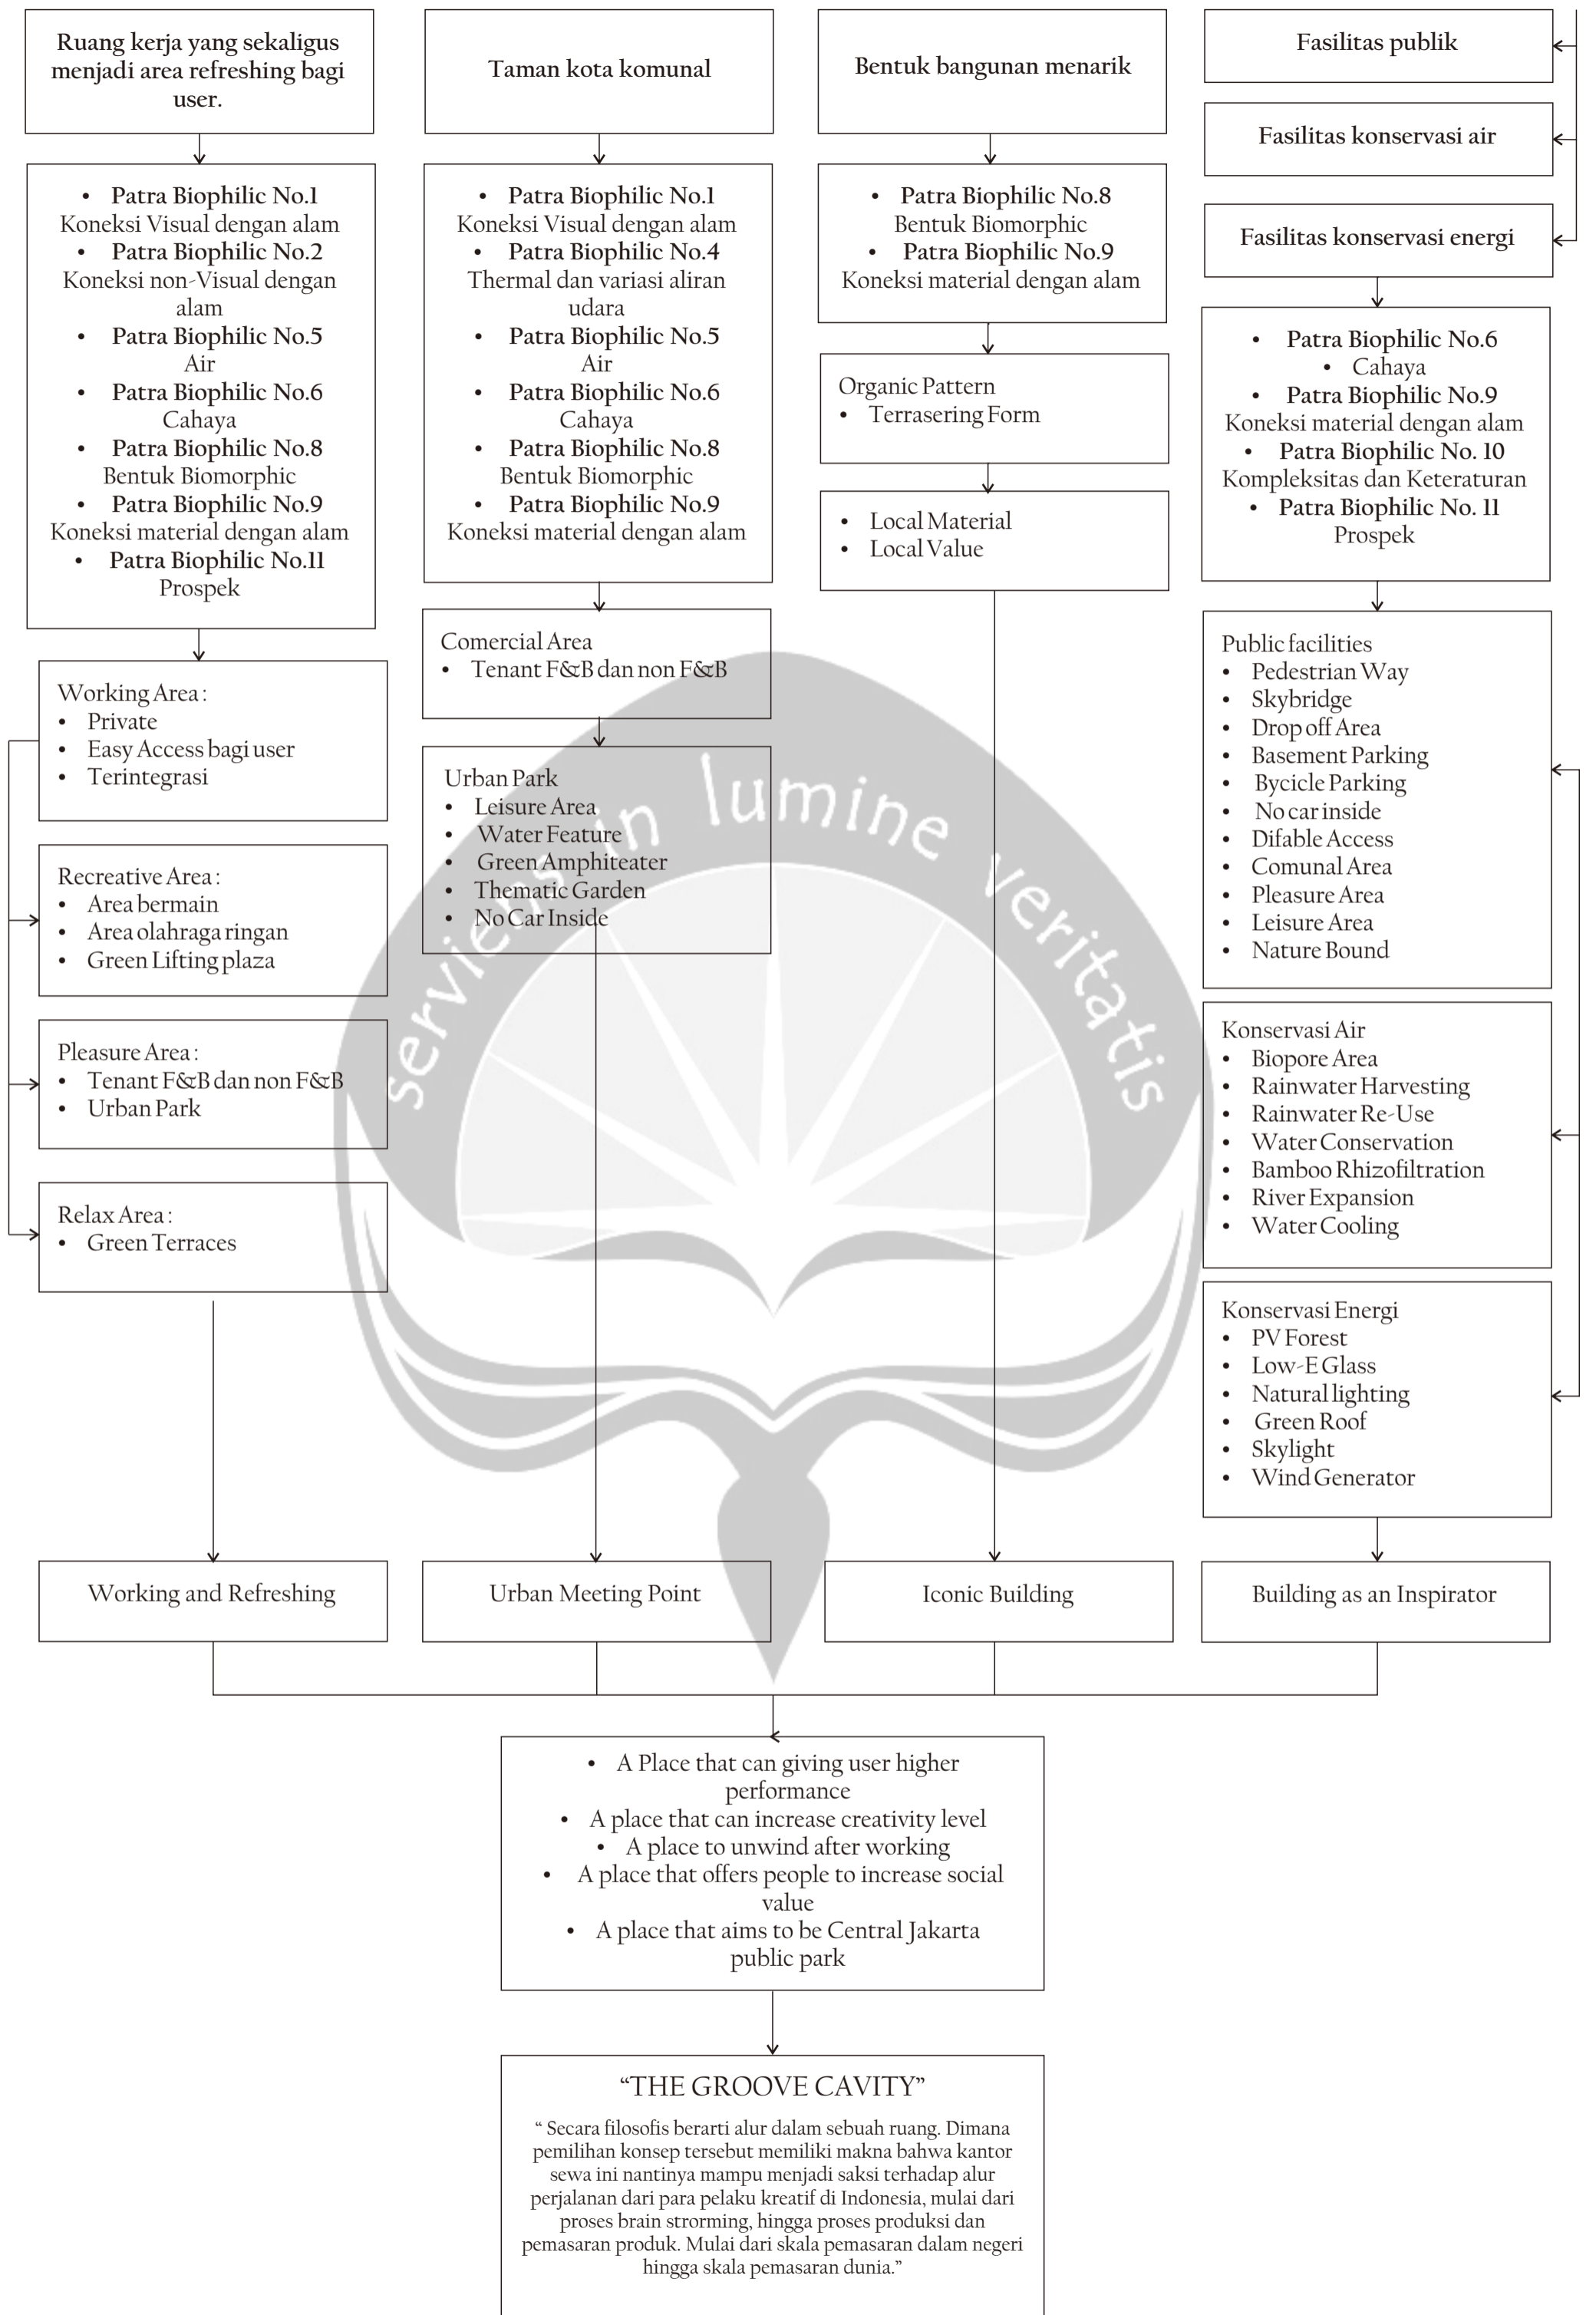 Ruang kerja yang sekaligus
menjadi area refreshing bagi
user.
• Patra Biophilic No.1
Koneksi Visual dengan alam
• Patra Biophilic No.2
Koneksi non-Visual dengan
alam
• Patra Biophilic No.5
Air
• Patra Biophilic No.6
Cahaya
• Patra Biophilic No.8
Bentuk Biomorphic
• Patra Biophilic No.9
Koneksi material dengan alam
• Patra Biophilic No.11
Prospek
Working Area :
• Private
• Easy Access bagi user
• Terintegrasi
Recreative Area :
• Area bermain
• Area olahraga ringan
• Green Lifting plaza
Pleasure Area :
• Tenant F&B dan non F&B
• Urban Park
Relax Area :
• Green Terraces
Working and Refreshing
Taman kota komunal
• Patra Biophilic No.1
Koneksi Visual dengan alam
• Patra Biophilic No.4
Thermal dan variasi aliran
udara
• Patra Biophilic No.5
Air
• Patra Biophilic No.6
Cahaya
• Patra Biophilic No.8
Bentuk Biomorphic
• Patra Biophilic No.9
Koneksi material dengan alam
Comercial Area
• Tenant F&B dan non F&B
Urban Park
• Leisure Area
• Water Feature
• Green Amphiteater
• Thematic Garden
• No Car Inside
Urban Meeting Point
Bentuk bangunan menarik
• Patra Biophilic No.8
Bentuk Biomorphic
• Patra Biophilic No.9
Koneksi material dengan alam
Organic Pattern
• Terrasering Form
• Local Material
• Local Value
Iconic Building
Fasilitas publik
Fasilitas konservasi air
Fasilitas konservasi energi
• Patra Biophilic No.6
• Cahaya
• Patra Biophilic No.9
Koneksi material dengan alam
• Patra Biophilic No. 10
Kompleksitas dan Keteraturan
• Patra Biophilic No. 11
Prospek
Public facilities
• Pedestrian Way
• Skybridge
• Drop off Area
• Basement Parking
• Bycicle Parking
• No car inside
• Difable Access
• Comunal Area
• Pleasure Area
• Leisure Area
• Nature Bound
Konservasi Air
• Biopore Area
• Rainwater Harvesting
• Rainwater Re-Use
• Water Conservation
• Bamboo Rhizofiltration
• River Expansion
• Water Cooling
Konservasi Energi
• PV Forest
• Low-E Glass
• Natural lighting
• Green Roof
• Skylight
• Wind Generator
Building as an Inspirator
serviens in lumine veritatis
• A Place that can giving user higher
performance
• A place that can increase creativity level
• A place to unwind after working
• A place that offers people to increase social
value
• A place that aims to be Central Jakarta
public park
“THE GROOVE CAVITY”
“ Secara filosofis berarti alur dalam sebuah ruang. Dimana
pemilihan konsep tersebut memiliki makna bahwa kantor
sewa ini nantinya mampu menjadi saksi terhadap alur
perjalanan dari para pelaku kreatif di Indonesia, mulai dari
proses brain strorming, hingga proses produksi dan
pemasaran produk. Mulai dari skala pemasaran dalam negeri
hingga skala pemasaran dunia.”